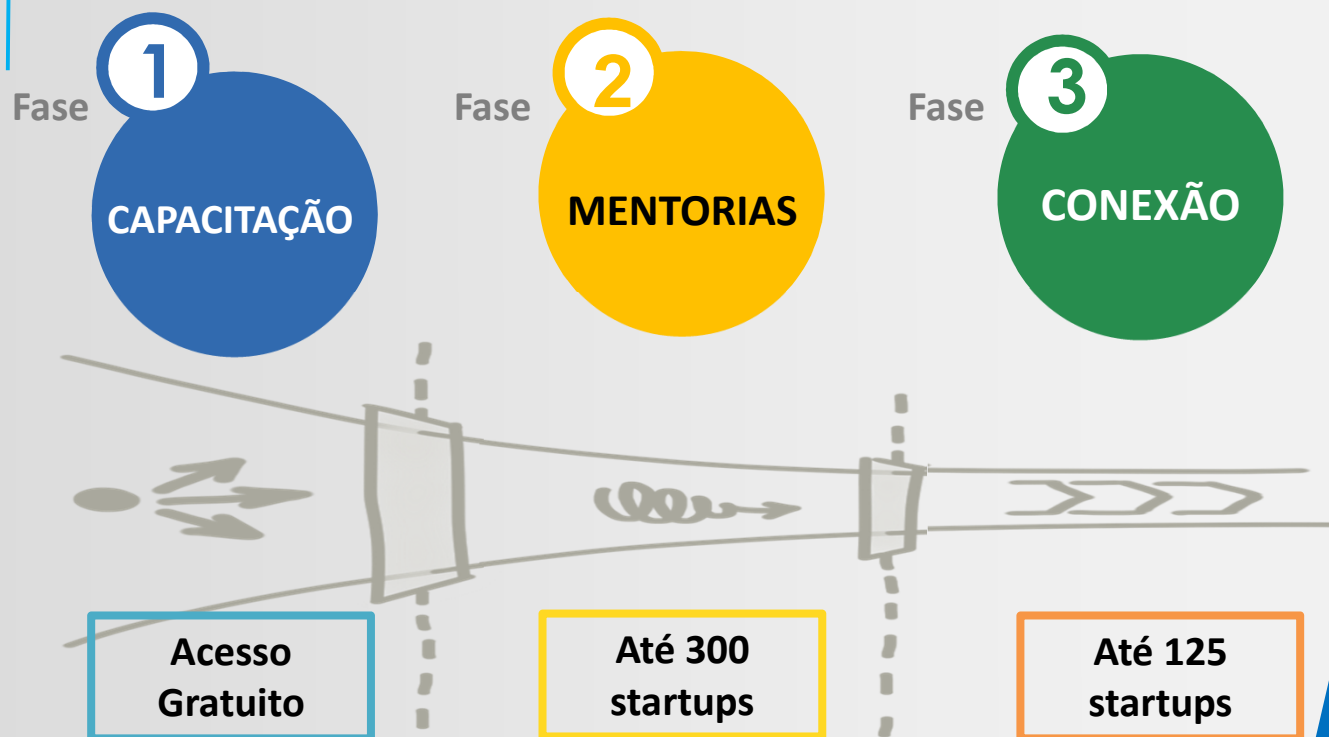 Fase
1
CAPACITAÇÃO
Fase
2
MENTORIAS
Fase
3
CONEXÃO
Acesso
Gratuito
Até 300
startups
Até 125
startups